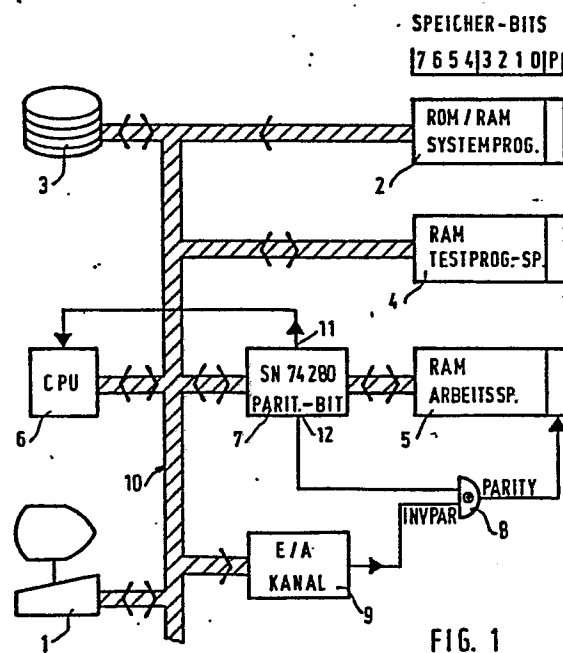 SPEICHER-BITS
7 6 5 4 3 2 1 0 P
ROM / RAM
SYSTEMPROG.
3
2
RAM
TESTPROG.-SP.
4
11
CPU
SN 74280
PARIT.-BIT
RAM
ARBEITSSP.
6
7
12
5
10
PARITY
INVPAR
8
E/A
KANAL
9
1
FIG. 1